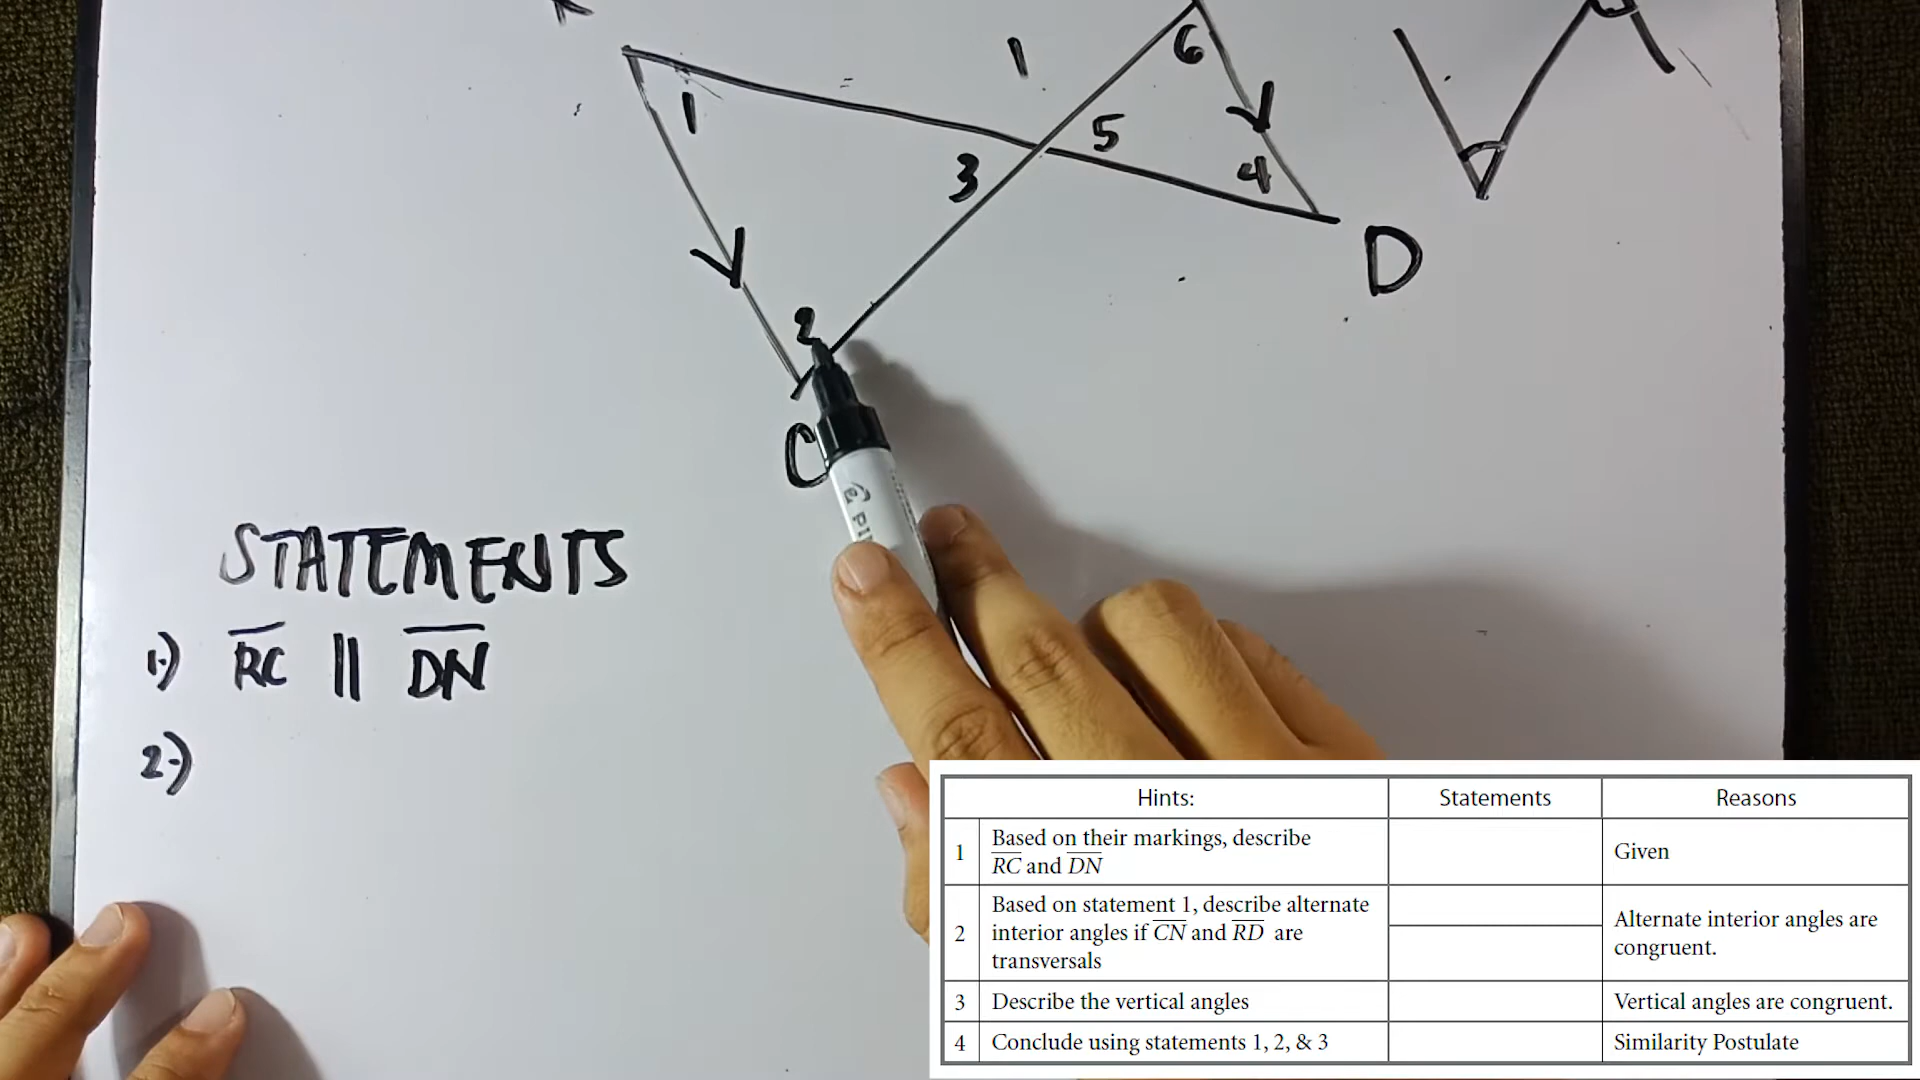 1
6
1
5
3
4
D
2
C
STATEMENTS
1.) RC || DN
2.)
Hints:
Statements
Reasons
1
Based on their markings, describe
RC and DN
Given
2
Based on statement 1, describe alternate
interior angles if CN and RD are
transversals
Alternate interior angles are
congruent.
3
Describe the vertical angles
Vertical angles are congruent.
4
Conclude using statements 1, 2, & 3
Similarity Postulate